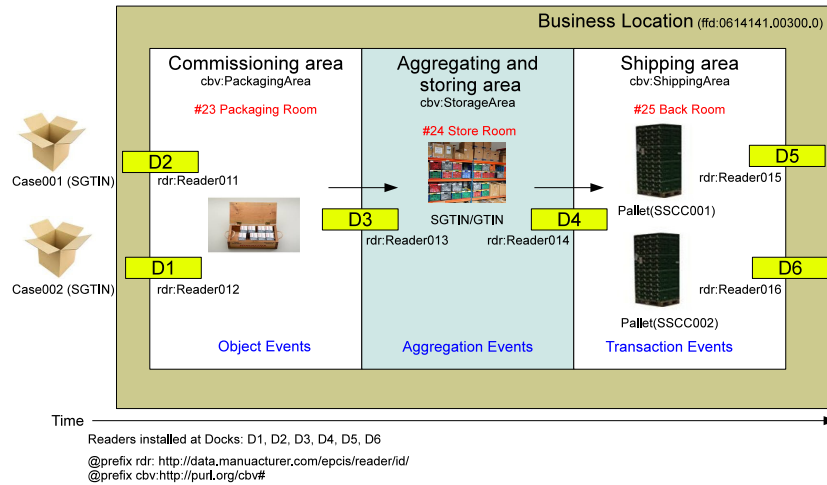 Business Location (ffd:0614141.00300.0)
Commissioning area
cbv:PackagingArea
#23 Packaging Room
Aggregating and
storing area
cbv:StorageArea
#24 Store Room
Shipping area
cbv:ShippingArea
#25 Back Room
Case001 (SGTIN)
D2
rdr:Reader011
D3
rdr:Reader013
SGTIN/GTIN
D4
rdr:Reader014
Pallet(SSCC001)
D5
rdr:Reader015
Case002 (SGTIN)
D1
rdr:Reader012
D6
rdr:Reader016
Pallet(SSCC002)
Object Events
Aggregation Events
Transaction Events
Time
Readers installed at Docks: D1, D2, D3, D4, D5, D6
@prefix rdr: http://data.manuacturer.com/epcis/reader/id/
@prefix cbv:http://purl.org/cbv#